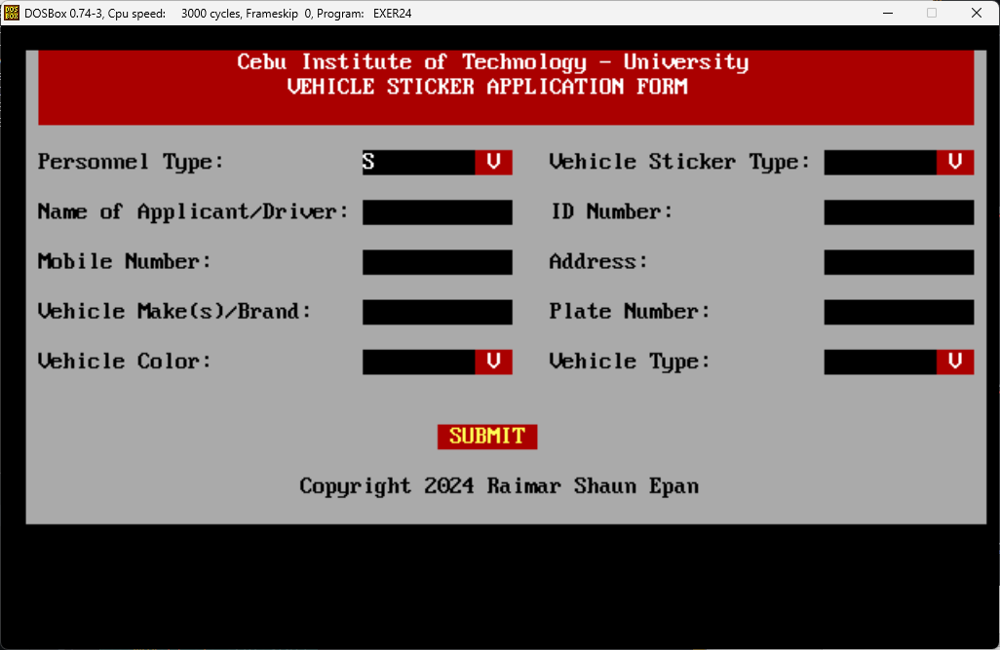 DOSBox 0.74-3, Cpu speed: 3000 cycles, Frameskip 0, Program: EXER24
Cebu Institute of Technology - University
VEHICLE STICKER APPLICATION FORM
Personnel Type: S V Vehicle Sticker Type: V
Name of Applicant/Driver: ID Number:
Mobile Number: Address:
Vehicle Make(s)/Brand: Plate Number:
Vehicle Color: V Vehicle Type: V
SUBMIT
Copyright 2024 Raimar Shaun Epan